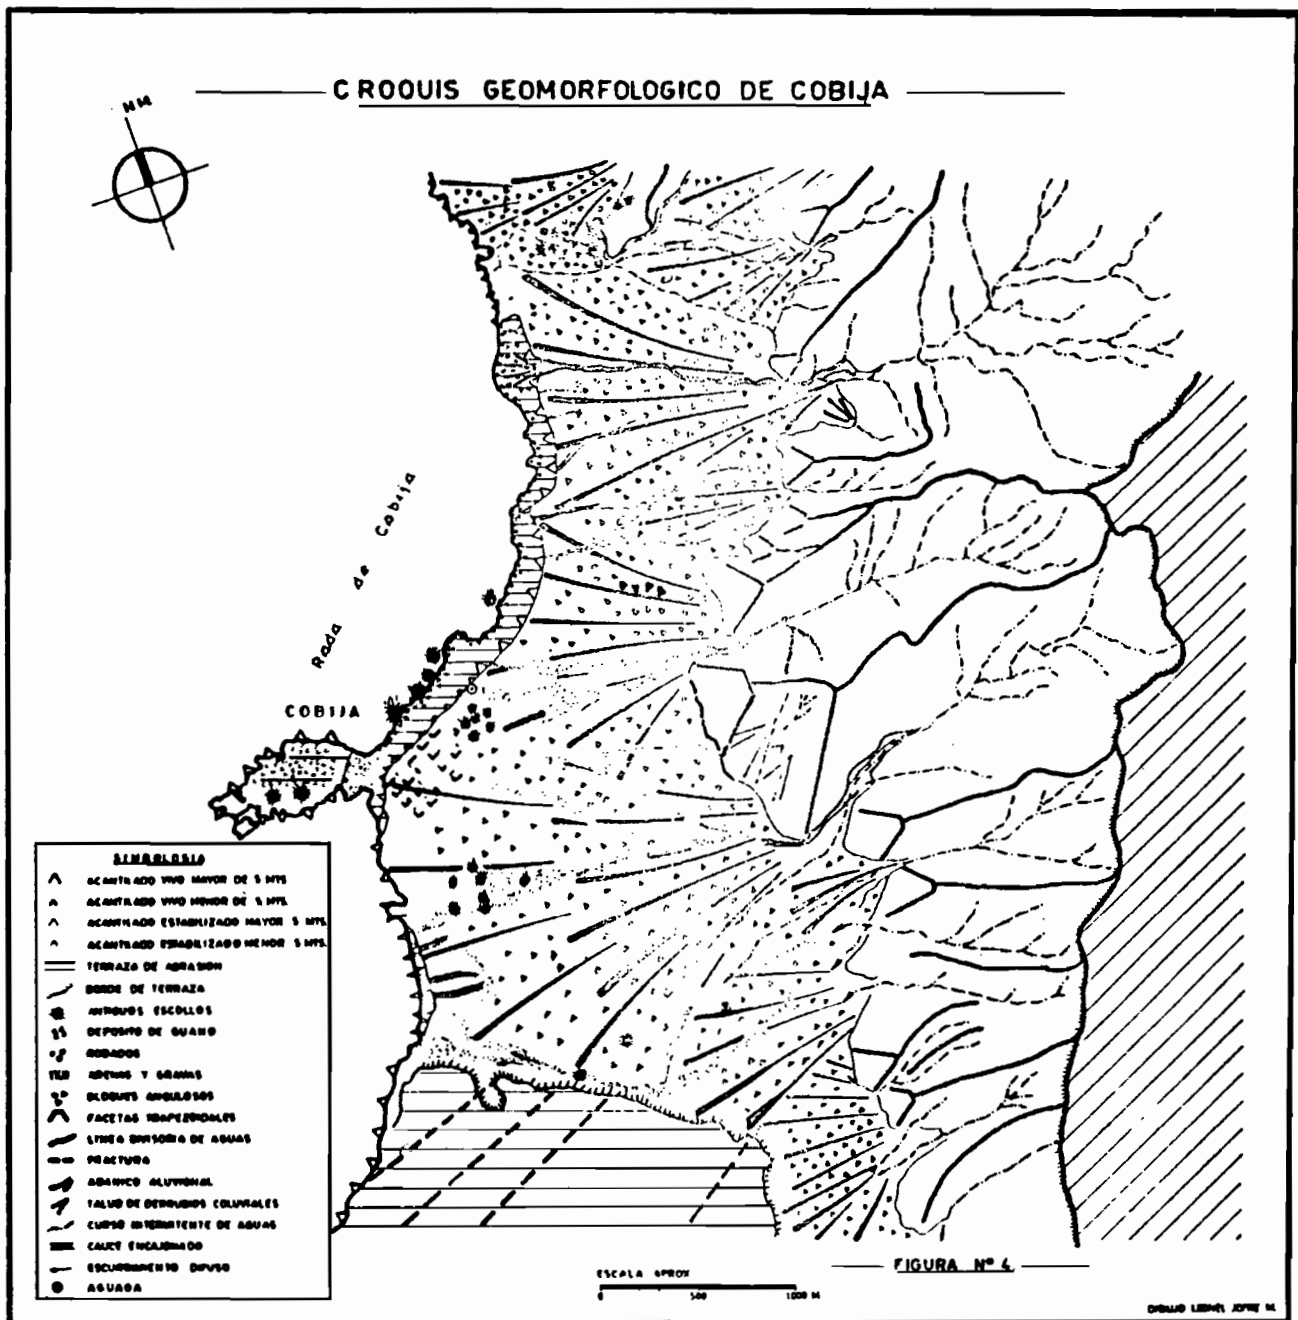 CROQUIS GEOMORFOLOGICO DE COBIJA
NM
Rada de Cobija
COBIJA
SIMBOLOGIA
ACANTILADO VIVO MAYOR DE 5 MTS
ACANTILADO VIVO MENOR DE 5 MTS.
ACANTILADO ESTABILIZADO MAYOR 5 MTS.
ACANTILADO ESTABILIZADO MENOR 5 MTS.
TERRAZA DE ABRASION
BORDE DE TERRAZA
ANTIGUOS ESCOLLOS
DEPOSITO DE GUANO
RODADOS
ARENAS Y GRAVAS
BLOQUES ANGULOSOS
FACETAS TRAPEZOIDALES
LINEA DIVISORIA DE AGUAS
FRACTURA
ABANICO ALUVIONAL
TALUD DE DERRUBIOS COLUVIALES
CURSO INTERMITENTE DE AGUAS
CAUCE ENCAJONADO
ESCURRIMIENTO DIFUSO
AGUADA
ESCALA APROX
0 500 1000 M
FIGURA Nº 4
DIBUJO LEONEL JOFRE M.